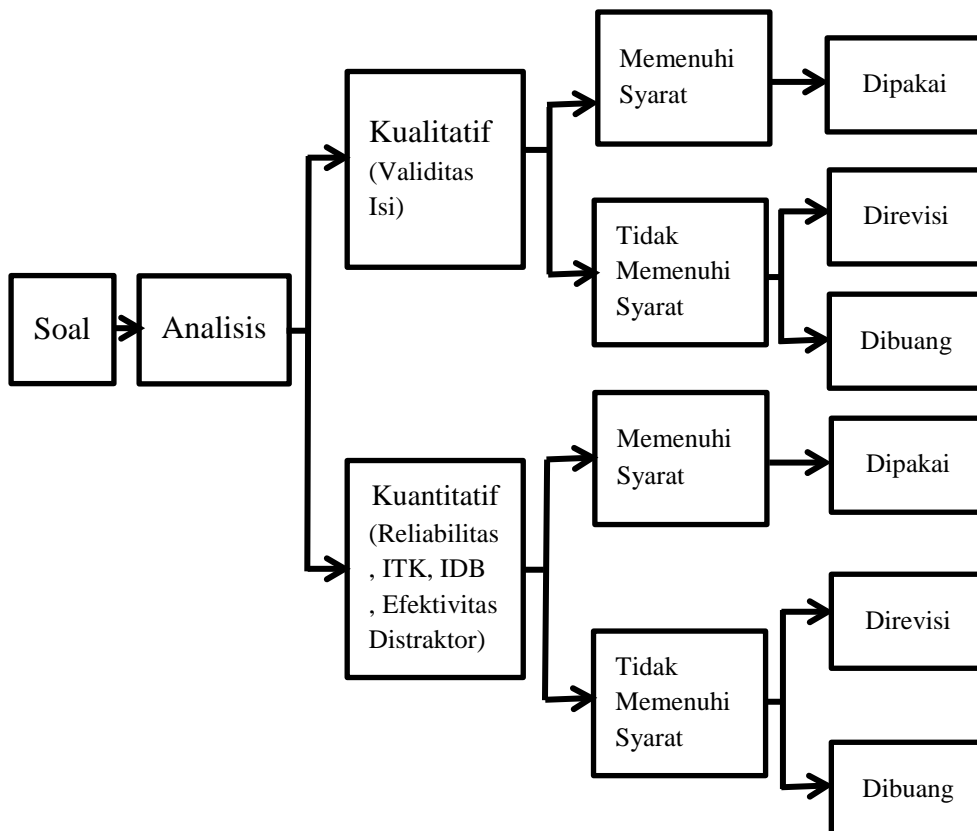 Soal
Analisis
Kualitatif
(Validitas
Isi)
Memenuhi
Syarat
Dipakai
Tidak
Memenuhi
Syarat
Direvisi
Dibuang
Kuantitatif
(Reliabilitas
, ITK, IDB
, Efektivitas
Distraktor)
Memenuhi
Syarat
Dipakai
Tidak
Memenuhi
Syarat
Direvisi
Dibuang